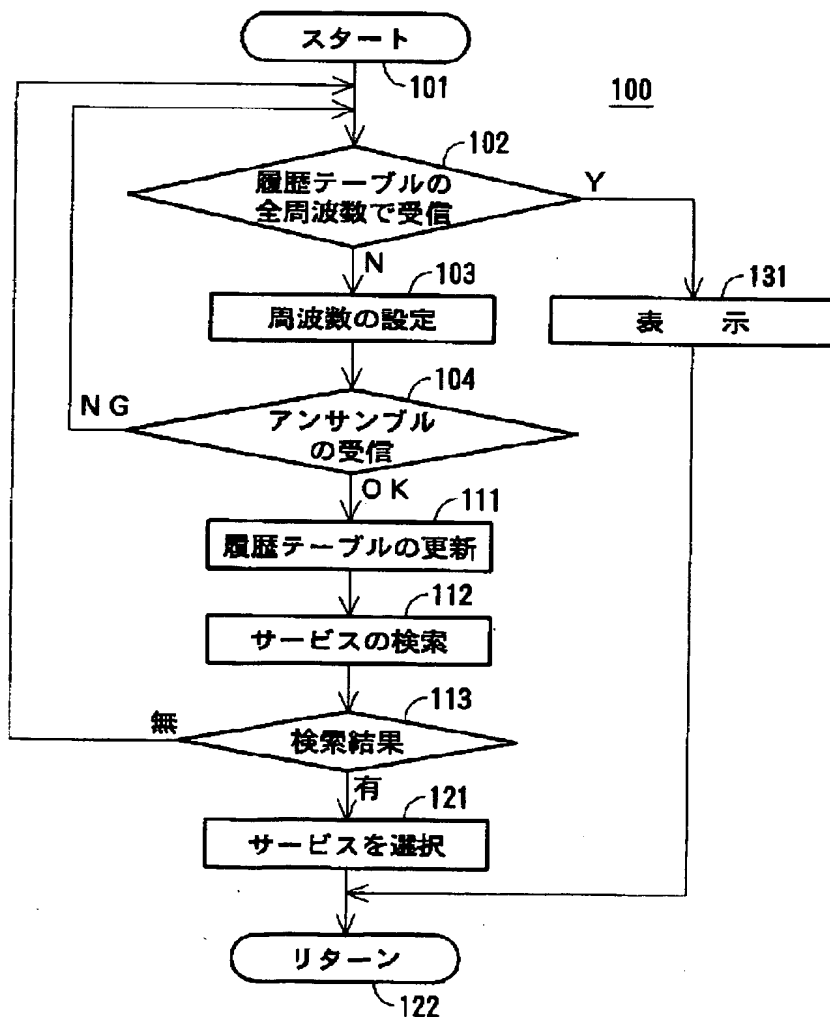 スタート
101
100
102
履歴テーブルの
全周波数で受信
Y
N
103
周波数の設定
131
表 示
104
NG
アンサンブル
の受信
OK
111
履歴テーブルの更新
112
サービスの検索
113
無
検索結果
有
121
サービスを選択
リターン
122